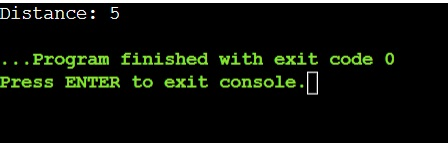 Distance: 5
...Program finished with exit code 0
Press ENTER to exit console.